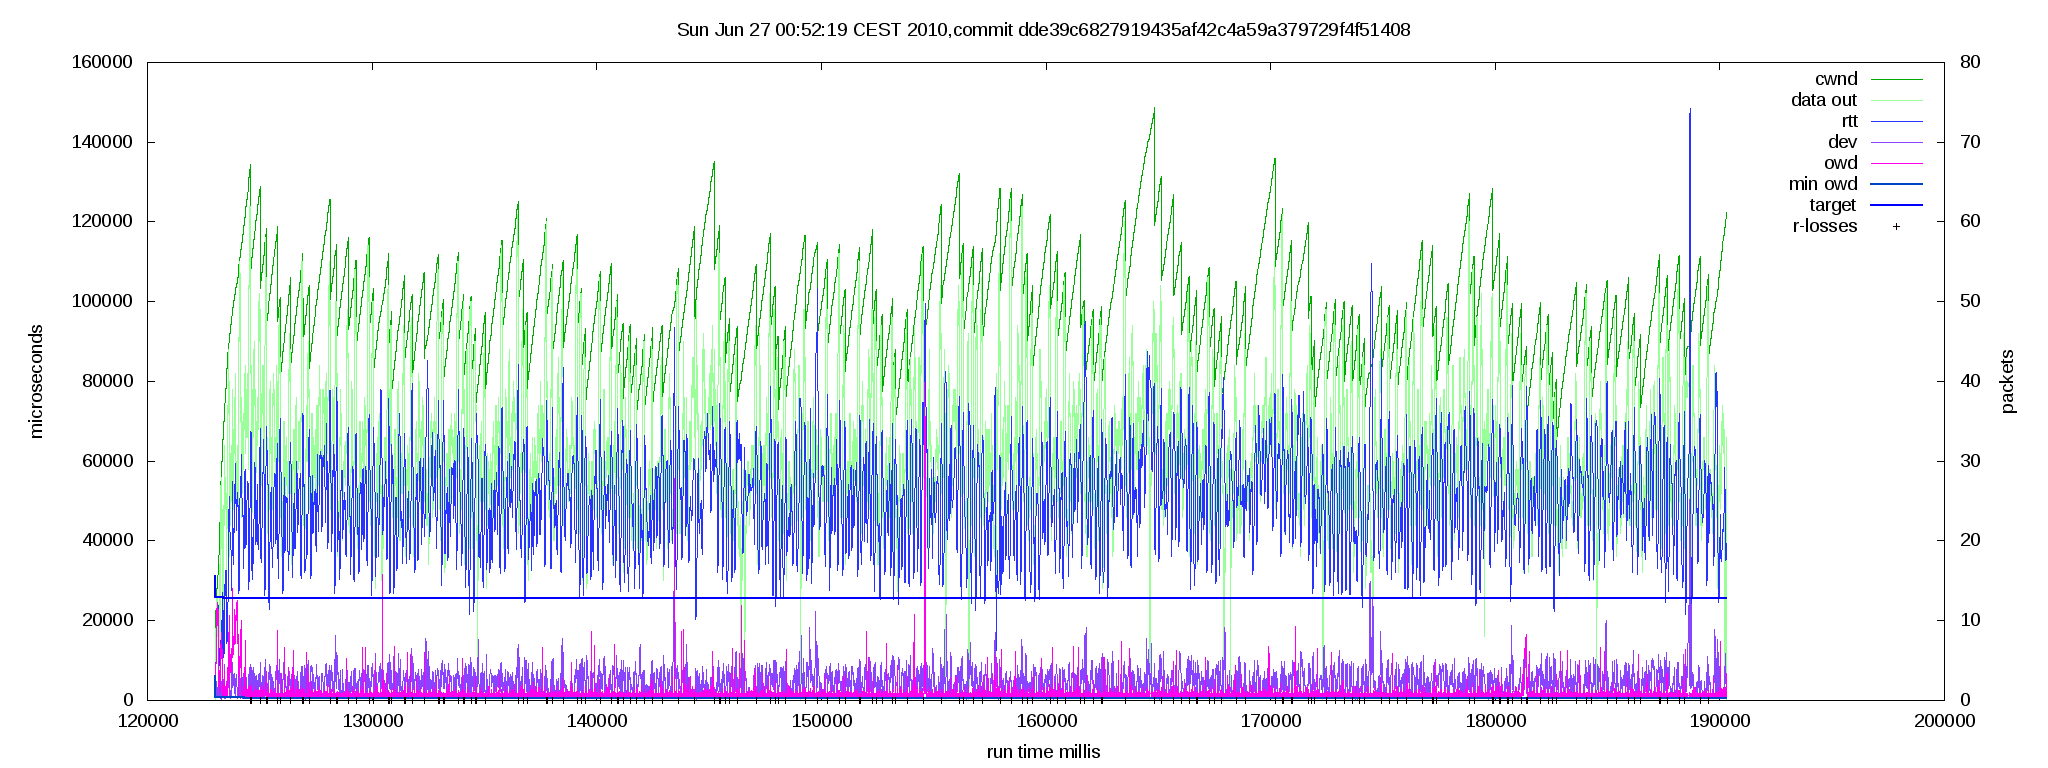 Sun Jun 27 00:52:19 CEST 2010,commit dde39c6827919435af42c4a59a379729f4f51408
160000
140000
120000
100000
80000
60000
40000
20000
0
microseconds
80
70
60
50
40
30
20
10
0
packets
cwnd
data out
rtt
dev
owd
min owd
target
r-losses
120000 130000 140000 150000 160000 170000 180000 190000 200000
run time millis